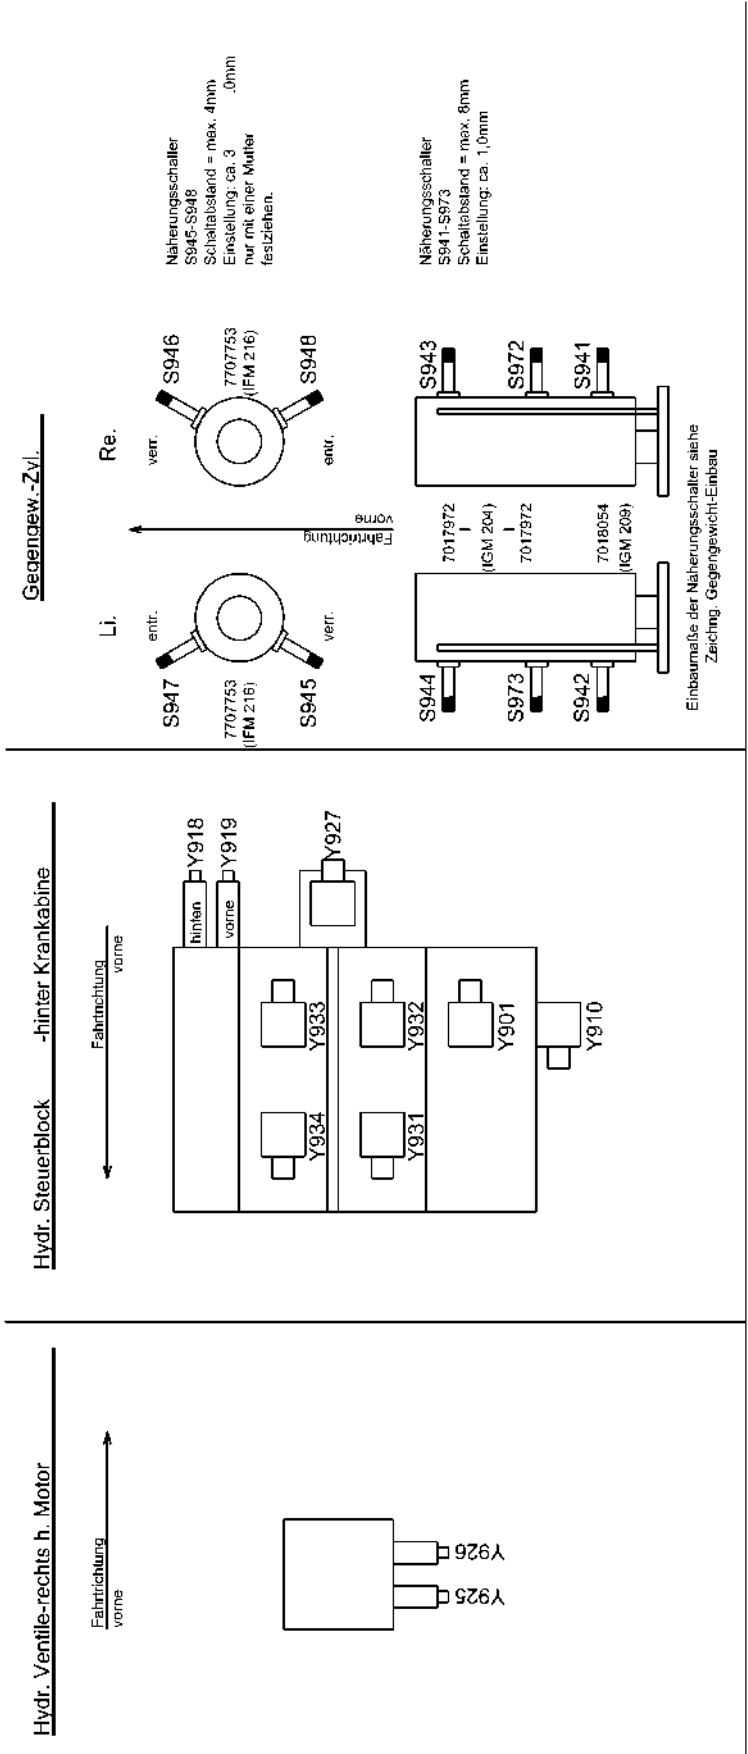 Hydr. Ventile-rechts h. Motor
Fahrtrichtung
vorne
Y925
Y926
Hydr. Steuerblock -hinter Krankabine
Fahrtrichtung
vorne
hinten
Y918
vorne
Y919
Y927
Y934
Y933
Y931
Y932
Y901
Y910
Gegengew.-Zyl.
Li.
Re.
entr.
verr.
S947
S946
7707753
(IFM 216)
7707753
(IFM 216)
S945
S948
verr.
entr.
Fahrtrichtung
vorne
Näherungsschalter
S945-S948
Schaltabstand = max. 4mm
Einstellung: ca. 3 .0mm
nur mit einer Mutter
festziehen.
S944
S943
7017972
(IGM 204)
7017972
S973
S972
7018054
(IGM 209)
S942
S941
Näherungsschalter
S941-S973
Schaltabstand = max. 8mm
Einstellung: ca. 1,0mm
Einbaumaße der Näherungsschalter siehe
Zeichng. Gegengewicht-Einbau